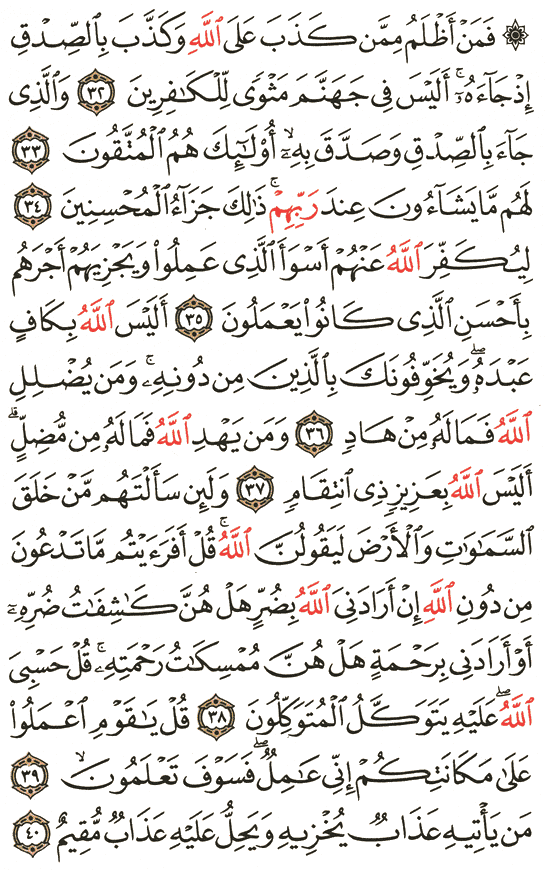 ۞ فَمَنْ أَظْلَمُ مِمَّن كَذَبَ عَلَى ٱللَّهِ وَكَذَّبَ بِٱلصِّدْقِ
إِذْ جَآءَهُۥٓ ۚ أَلَيْسَ فِى جَهَنَّمَ مَثْوًى لِّلْكَٰفِرِينَ ٣٢ وَٱلَّذِى
جَآءَ بِٱلصِّدْقِ وَصَدَّقَ بِهِۦٓ ۙ أُو۟لَٰٓئِكَ هُمُ ٱلْمُتَّقُونَ ٣٣
لَهُم مَّا يَشَآءُونَ عِندَ رَبِّهِمْ ۚ ذَٰلِكَ جَزَآءُ ٱلْمُحْسِنِينَ ٣٤
لِيُكَفِّرَ ٱللَّهُ عَنْهُمْ أَسْوَأَ ٱلَّذِى عَمِلُوا۟ وَيَجْزِيَهُمْ أَجْرَهُم
بِأَحْسَنِ ٱلَّذِى كَانُوا۟ يَعْمَلُونَ ٣٥ أَلَيْسَ ٱللَّهُ بِكَافٍ
عَبْدَهُۥ ۖ وَيُخَوِّفُونَكَ بِٱلَّذِينَ مِن دُونِهِۦ ۚ وَمَن يُضْلِلِ
ٱللَّهُ فَمَا لَهُۥ مِنْ هَادٍ ٣٦ وَمَن يَهْدِ ٱللَّهُ فَمَا لَهُۥ مِن مُّضِلٍّ ۗ
أَلَيْسَ ٱللَّهُ بِعَزِيزٍ ذِى ٱنتِقَامٍ ٣٧ وَلَئِن سَأَلْتَهُم مَّنْ خَلَقَ
ٱلسَّمَٰوَٰتِ وَٱلْأَرْضَ لَيَقُولُنَّ ٱللَّهُ ۚ قُلْ أَفَرَءَيْتُم مَّا تَدْعُونَ
مِن دُونِ ٱللَّهِ إِنْ أَرَادَنِىَ ٱللَّهُ بِضُرٍّ هَلْ هُنَّ كَٰشِفَٰتُ ضُرِّهِۦٓ
أَوْ أَرَادَنِى بِرَحْمَةٍ هَلْ هُنَّ مُمْسِكَٰتُ رَحْمَتِهِۦ ۚ قُلْ حَسْبِىَ
ٱللَّهُ ۖ عَلَيْهِ يَتَوَكَّلُ ٱلْمُتَوَكِّلُونَ ٣٨ قُلْ يَٰقَوْمِ ٱعْمَلُوا۟
عَلَىٰ مَكَانَتِكُمْ إِنِّى عَٰمِلٌ ۖ فَسَوْفَ تَعْلَمُونَ ۙ ٣٩
مَن يَأْتِيهِ عَذَابٌ يُخْزِيهِ وَيَحِلُّ عَلَيْهِ عَذَابٌ مُّقِيمٌ ٤٠